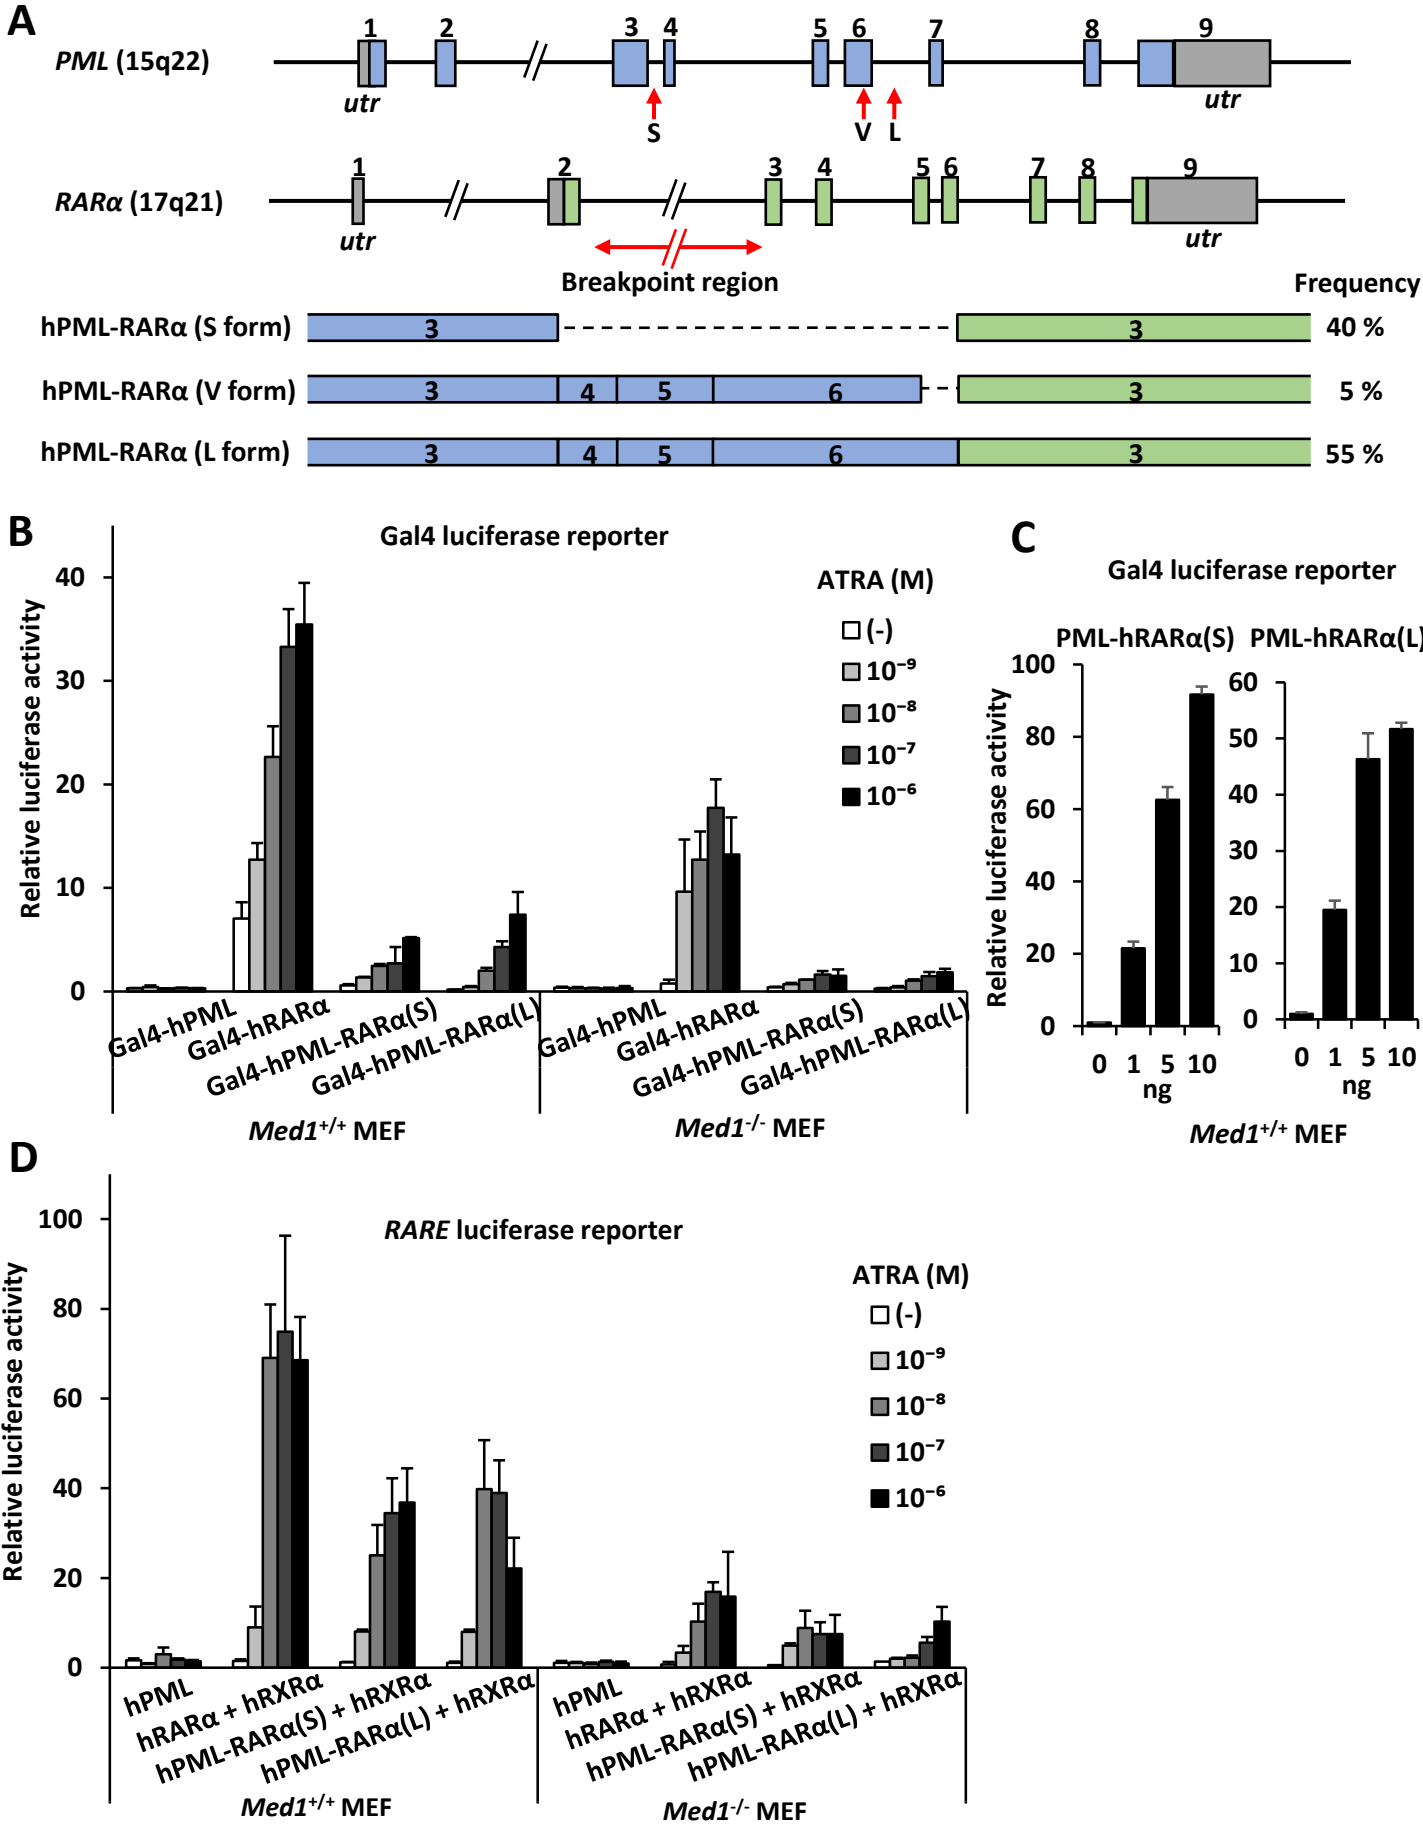 A
1 2 3 4 5 6 7 8 9
PML (15q22)
utr utr
S V L
1 2 3 4 5 6 7 8 9
RARα (17q21)
utr utr
Breakpoint region
Frequency
hPML-RARα (S form) 3 3 40 %
hPML-RARα (V form) 3 4 5 6 3 5 %
hPML-RARα (L form) 3 4 5 6 3 55 %
B
Gal4 luciferase reporter
Relative luciferase activity
40
30
20
10
0
ATRA (M)
(-)
10⁻⁹
10⁻⁸
10⁻⁷
10⁻⁶
Gal4-hPML
Gal4-hRARα
Gal4-hPML-RARα(S)
Gal4-hPML-RARα(L)
Gal4-hPML
Gal4-hRARα
Gal4-hPML-RARα(S)
Gal4-hPML-RARα(L)
Med1⁺/⁺ MEF
Med1⁻/⁻ MEF
C
Gal4 luciferase reporter
PML-hRARα(S) PML-hRARα(L)
Relative luciferase activity
100
80
60
40
20
0
0 1 5 10
ng
60
50
40
30
20
10
0
0 1 5 10
ng
Med1⁺/⁺ MEF
D
RARE luciferase reporter
Relative luciferase activity
100
80
60
40
20
0
ATRA (M)
(-)
10⁻⁹
10⁻⁸
10⁻⁷
10⁻⁶
hPML
hRARα + hRXRα
hPML-RARα(S) + hRXRα
hPML-RARα(L) + hRXRα
hPML
hRARα + hRXRα
hPML-RARα(S) + hRXRα
hPML-RARα(L) + hRXRα
Med1⁺/⁺ MEF
Med1⁻/⁻ MEF